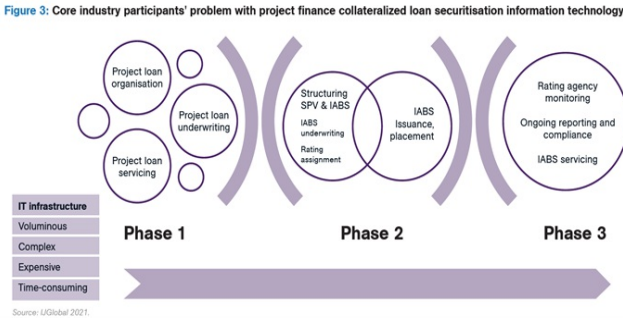 Figure 3: Core industry participants' problem with project finance collateralized loan securitisation information technology
Project loan
organisation
Project loan
underwriting
Project loan
servicing
Structuring
SPV & IABS
IABS
underwriting
Rating
assignment
IABS
Issuance,
placement
Rating agency
monitoring
Ongoing reporting and
compliance
IABS servicing
IT infrastructure
Voluminous
Complex
Expensive
Time-consuming
Phase 1
Phase 2
Phase 3
Source: IJGlobal 2021.